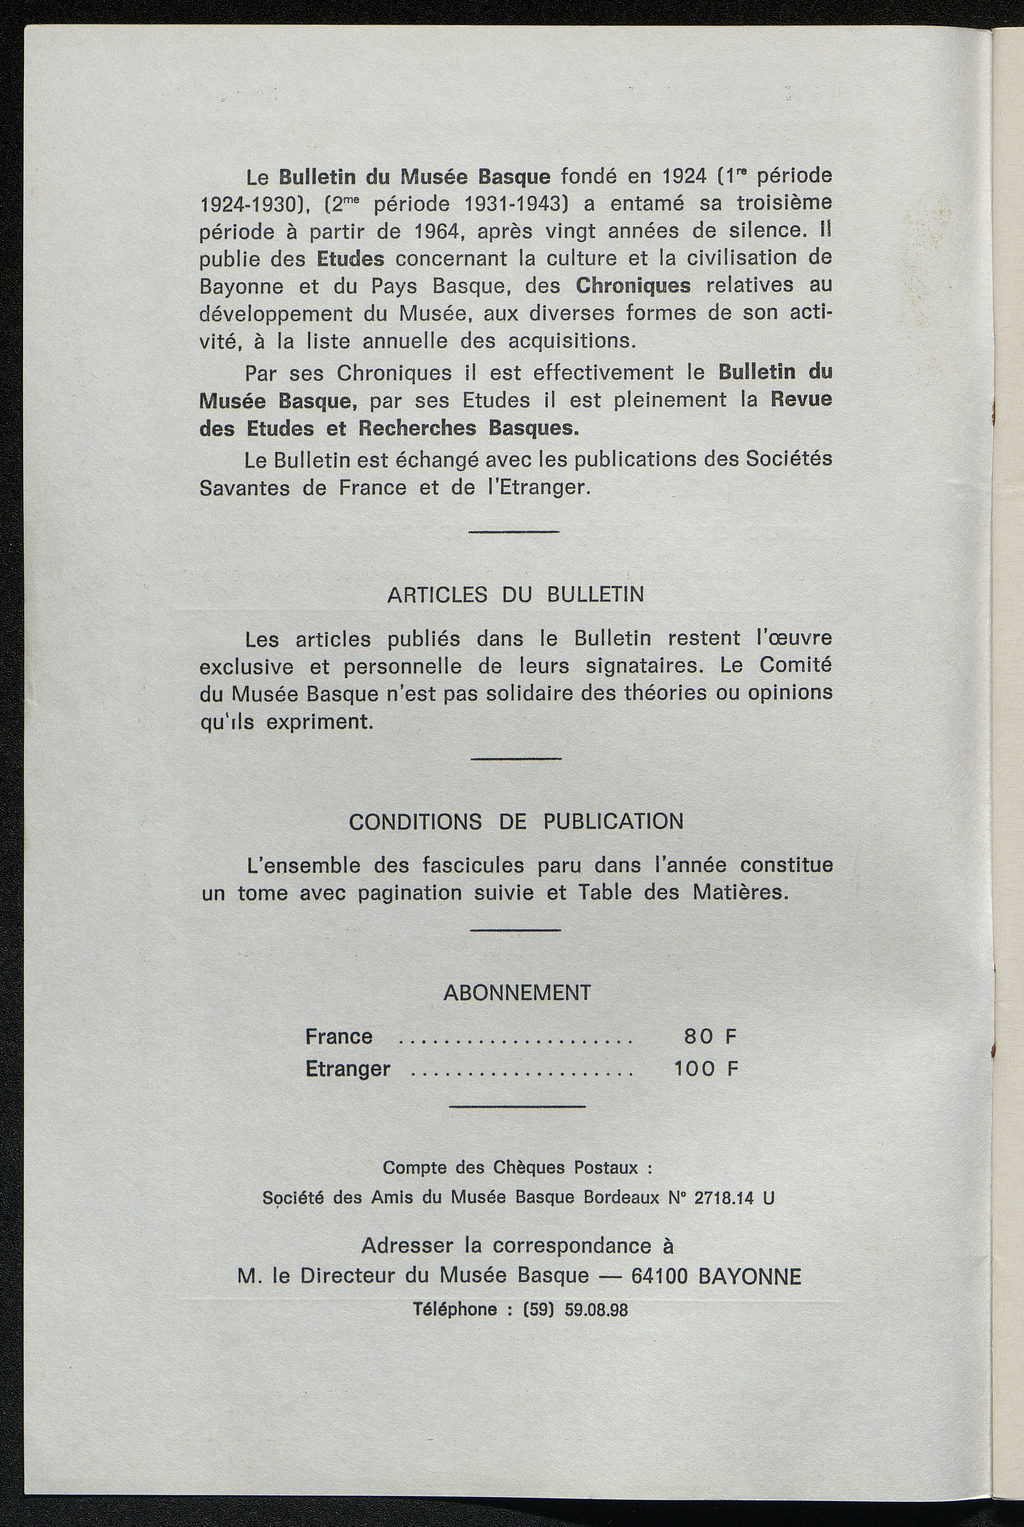 Le Bulletin du Musée Basque fondé en 1924 (1re période
1924-1930), (2me période 1931-1943) a entamé sa troisième
période à partir de 1964, après vingt années de silence. Il
publie des Etudes concernant la culture et la civilisation de
Bayonne et du Pays Basque, des Chroniques relatives au
développement du Musée, aux diverses formes de son acti-
vité, à la liste annuelle des acquisitions.
Par ses Chroniques il est effectivement le Bulletin du
Musée Basque, par ses Etudes il est pleinement la Revue
des Etudes et Recherches Basques.
Le Bulletin est échangé avec les publications des Sociétés
Savantes de France et de l'Etranger.
ARTICLES DU BULLETIN
Les articles publiés dans le Bulletin restent l'œuvre
exclusive et personnelle de leurs signataires. Le Comité
du Musée Basque n'est pas solidaire des théories ou opinions
qu'ils expriment.
CONDITIONS DE PUBLICATION
L'ensemble des fascicules paru dans l'année constitue
un tome avec pagination suivie et Table des Matières.
ABONNEMENT
France ..................... 80 F
Etranger .................... 100 F
Compte des Chèques Postaux :
Société des Amis du Musée Basque Bordeaux N° 2718.14 U
Adresser la correspondance à
M. le Directeur du Musée Basque — 64100 BAYONNE
Téléphone : (59) 59.08.98